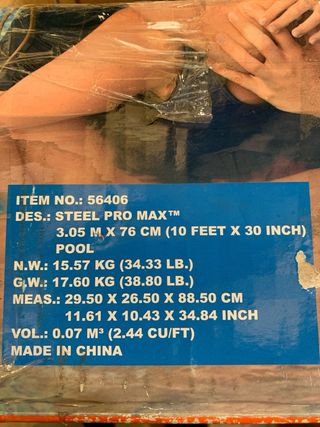 ITEM NO.: 56406
DES.: STEEL PRO MAX™
3.05 M X 76 CM (10 FEET X 30 INCH)
POOL
N.W.: 15.57 KG (34.33 LB.)
G.W.: 17.60 KG (38.80 LB.)
MEAS.: 29.50 X 26.50 X 88.50 CM
11.61 X 10.43 X 34.84 INCH
VOL.: 0.07 M³ (2.44 CU/FT)
MADE IN CHINA